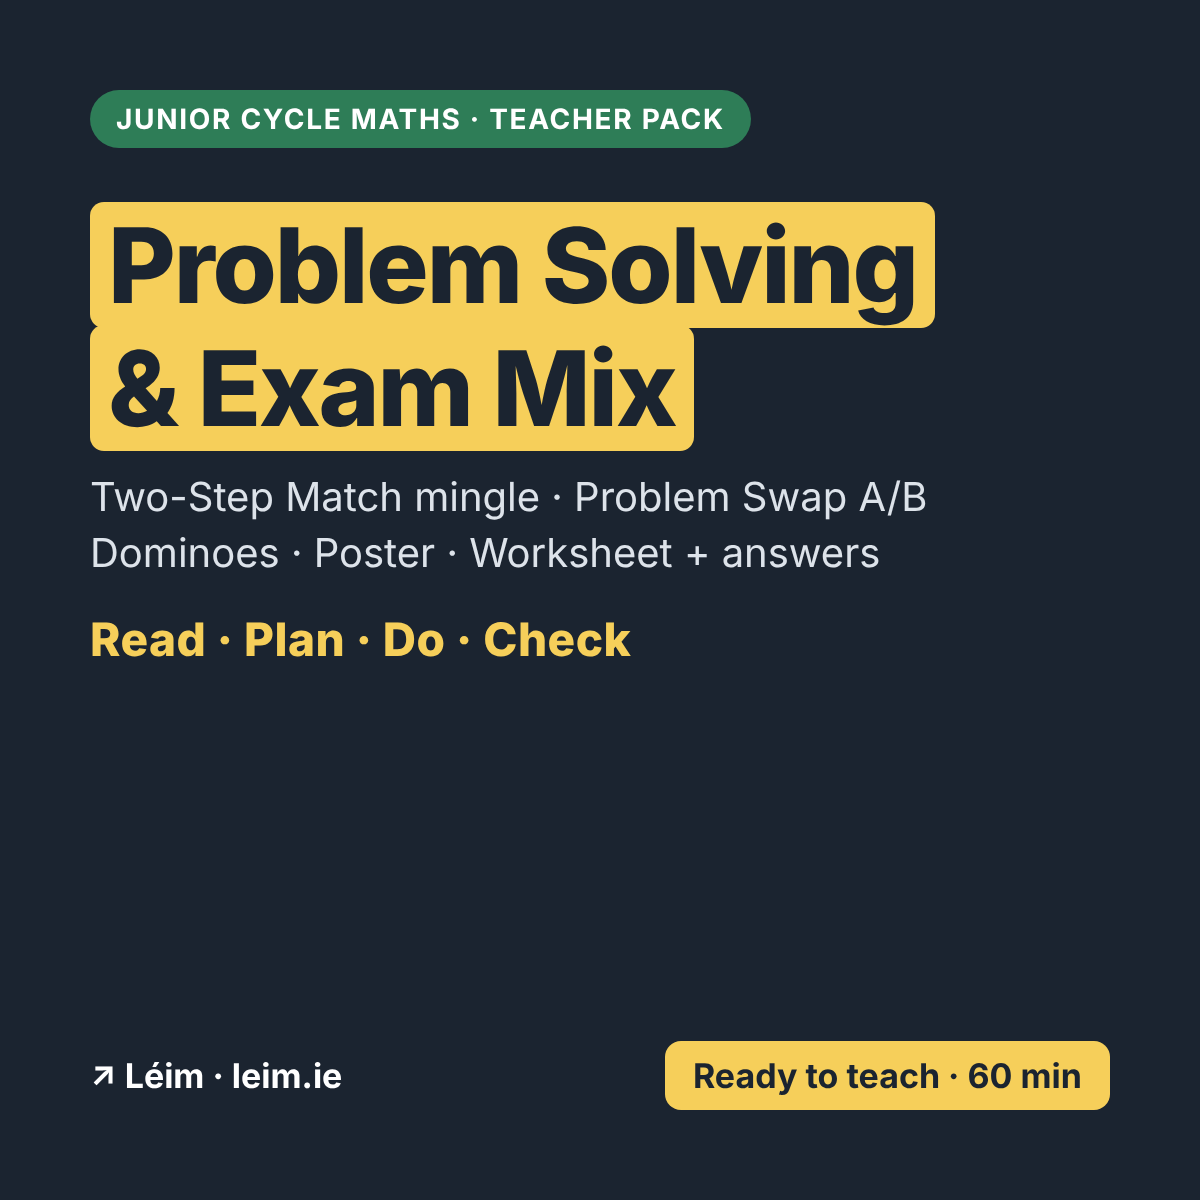 JUNIOR CYCLE MATHS · TEACHER PACK
Problem Solving
& Exam Mix
Two-Step Match mingle · Problem Swap A/B
Dominoes · Poster · Worksheet + answers
Read · Plan · Do · Check
↗ Léim · leim.ie
Ready to teach · 60 min